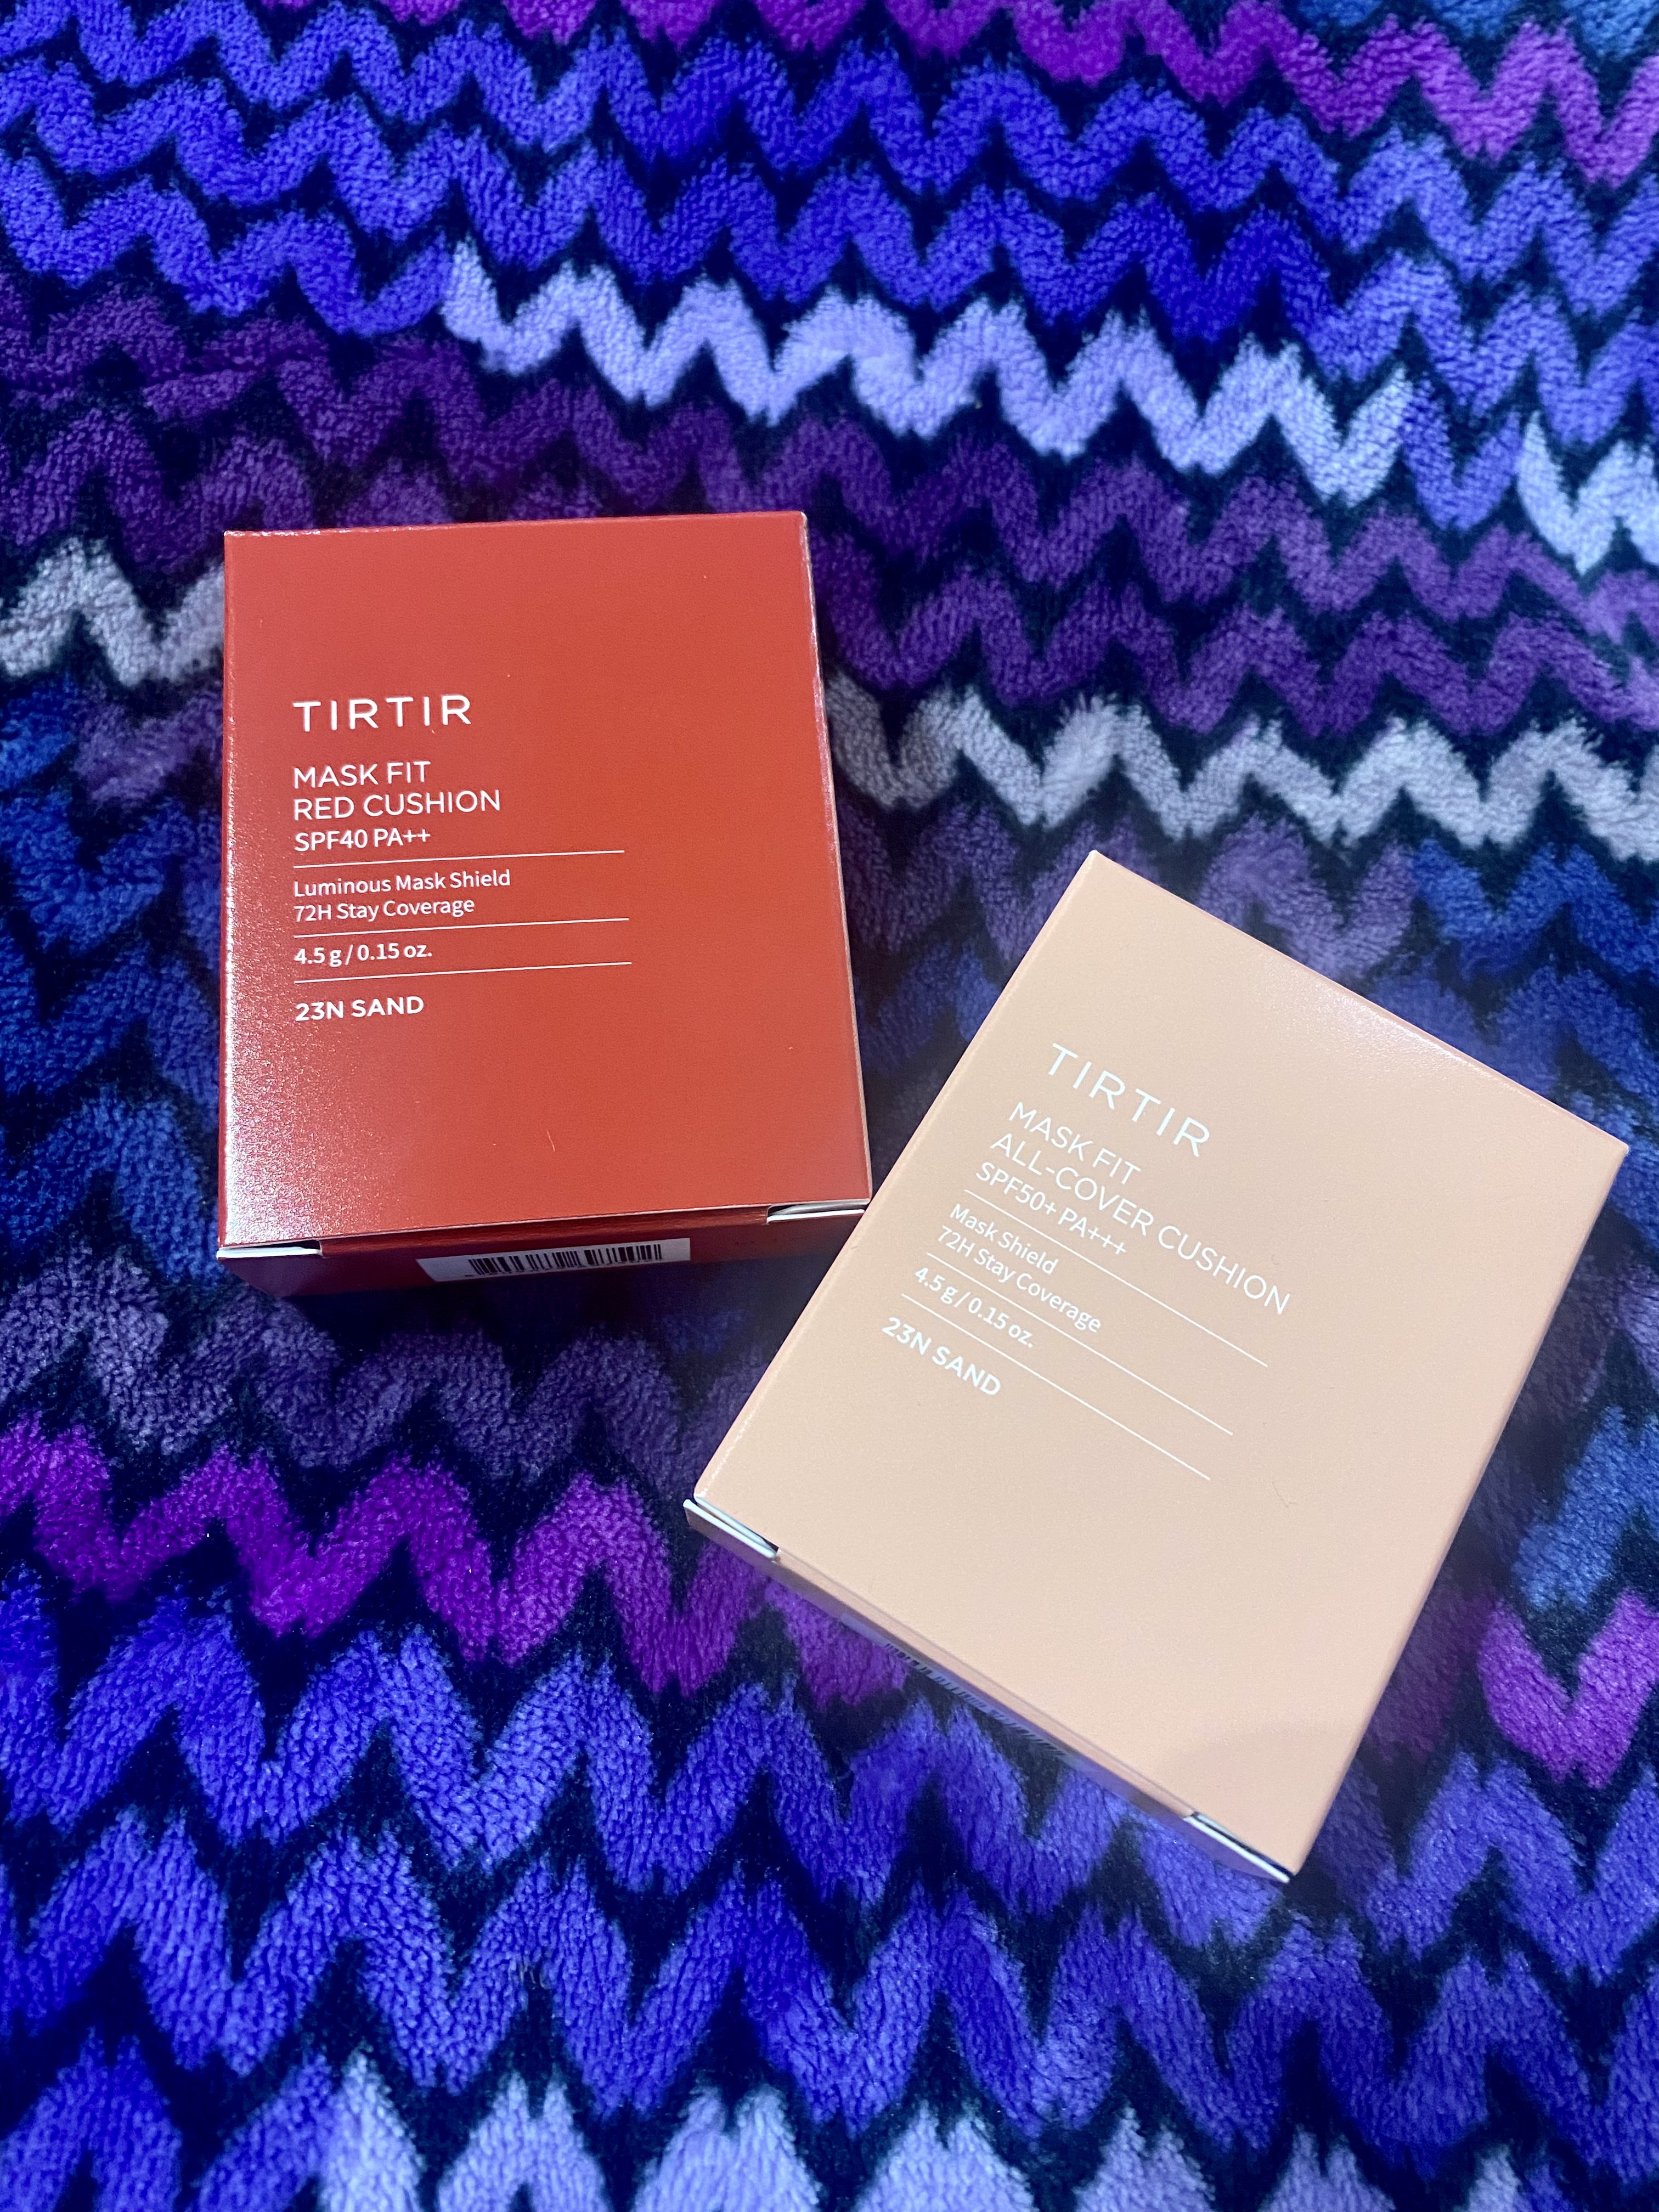 TIRTIR
MASK FIT
RED CUSHION
SPF40 PA++
Luminous Mask Shield
72H Stay Coverage
4.5 g / 0.15 oz.
23N SAND
TIRTIR
MASK FIT
ALL-COVER CUSHION
SPF50+ PA+++
Mask Shield
72H Stay Coverage
4.5 g / 0.15 oz.
23N SAND